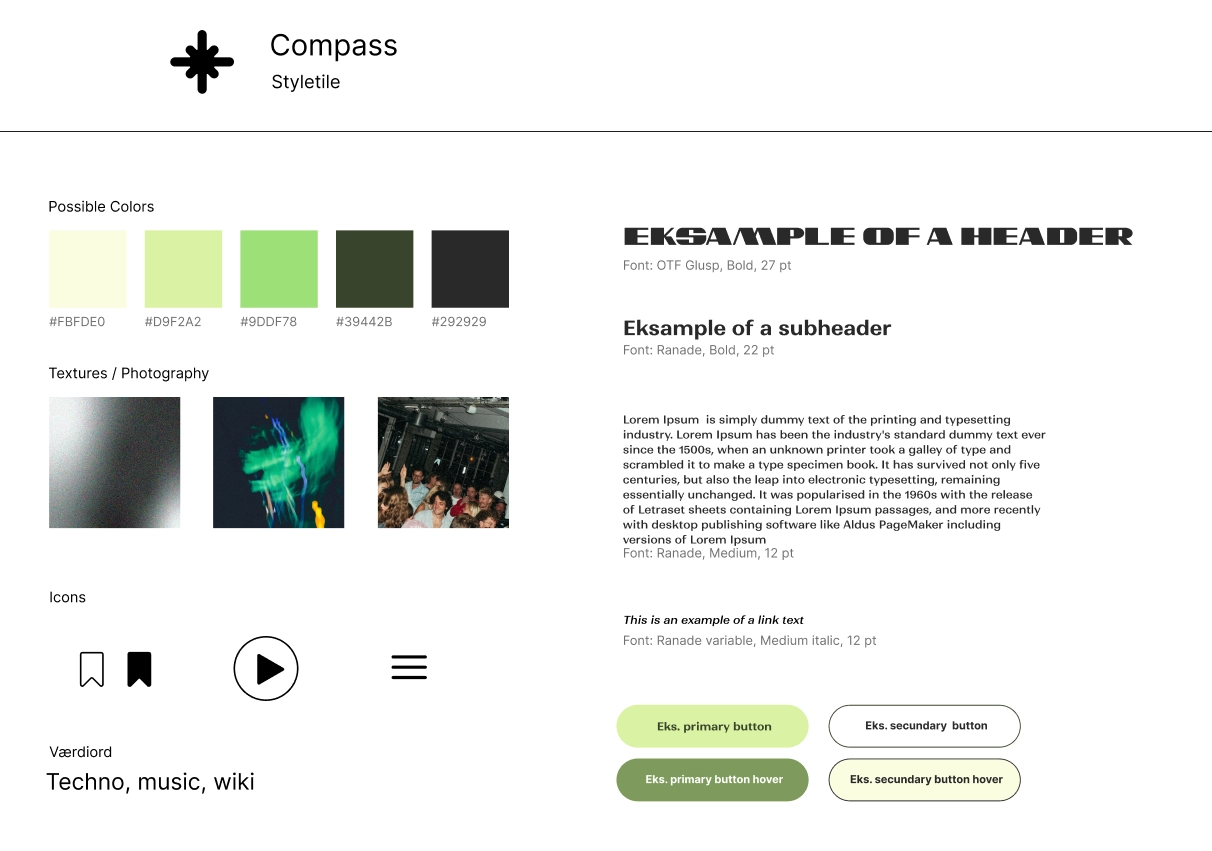 Compass
Styletile
Possible Colors
#FBFDE0
#D9F2A2
#9DDF78
#39442B
#292929
Textures / Photography
Icons
Værdiord
Techno, music, wiki
EKSAMPLE OF A HEADER
Font: OTF Glusp, Bold, 27 pt
Eksample of a subheader
Font: Ranade, Bold, 22 pt
Lorem Ipsum  is simply dummy text of the printing and typesetting
industry. Lorem Ipsum has been the industry's standard dummy text ever
since the 1500s, when an unknown printer took a galley of type and
scrambled it to make a type specimen book. It has survived not only five
centuries, but also the leap into electronic typesetting, remaining
essentially unchanged. It was popularised in the 1960s with the release
of Letraset sheets containing Lorem Ipsum passages, and more recently
with desktop publishing software like Aldus PageMaker including
versions of Lorem Ipsum
Font: Ranade, Medium, 12 pt
This is an example of a link text
Font: Ranade variable, Medium italic, 12 pt
Eks. primary button
Eks. secundary  button
Eks. primary button hover
Eks. secundary button hover